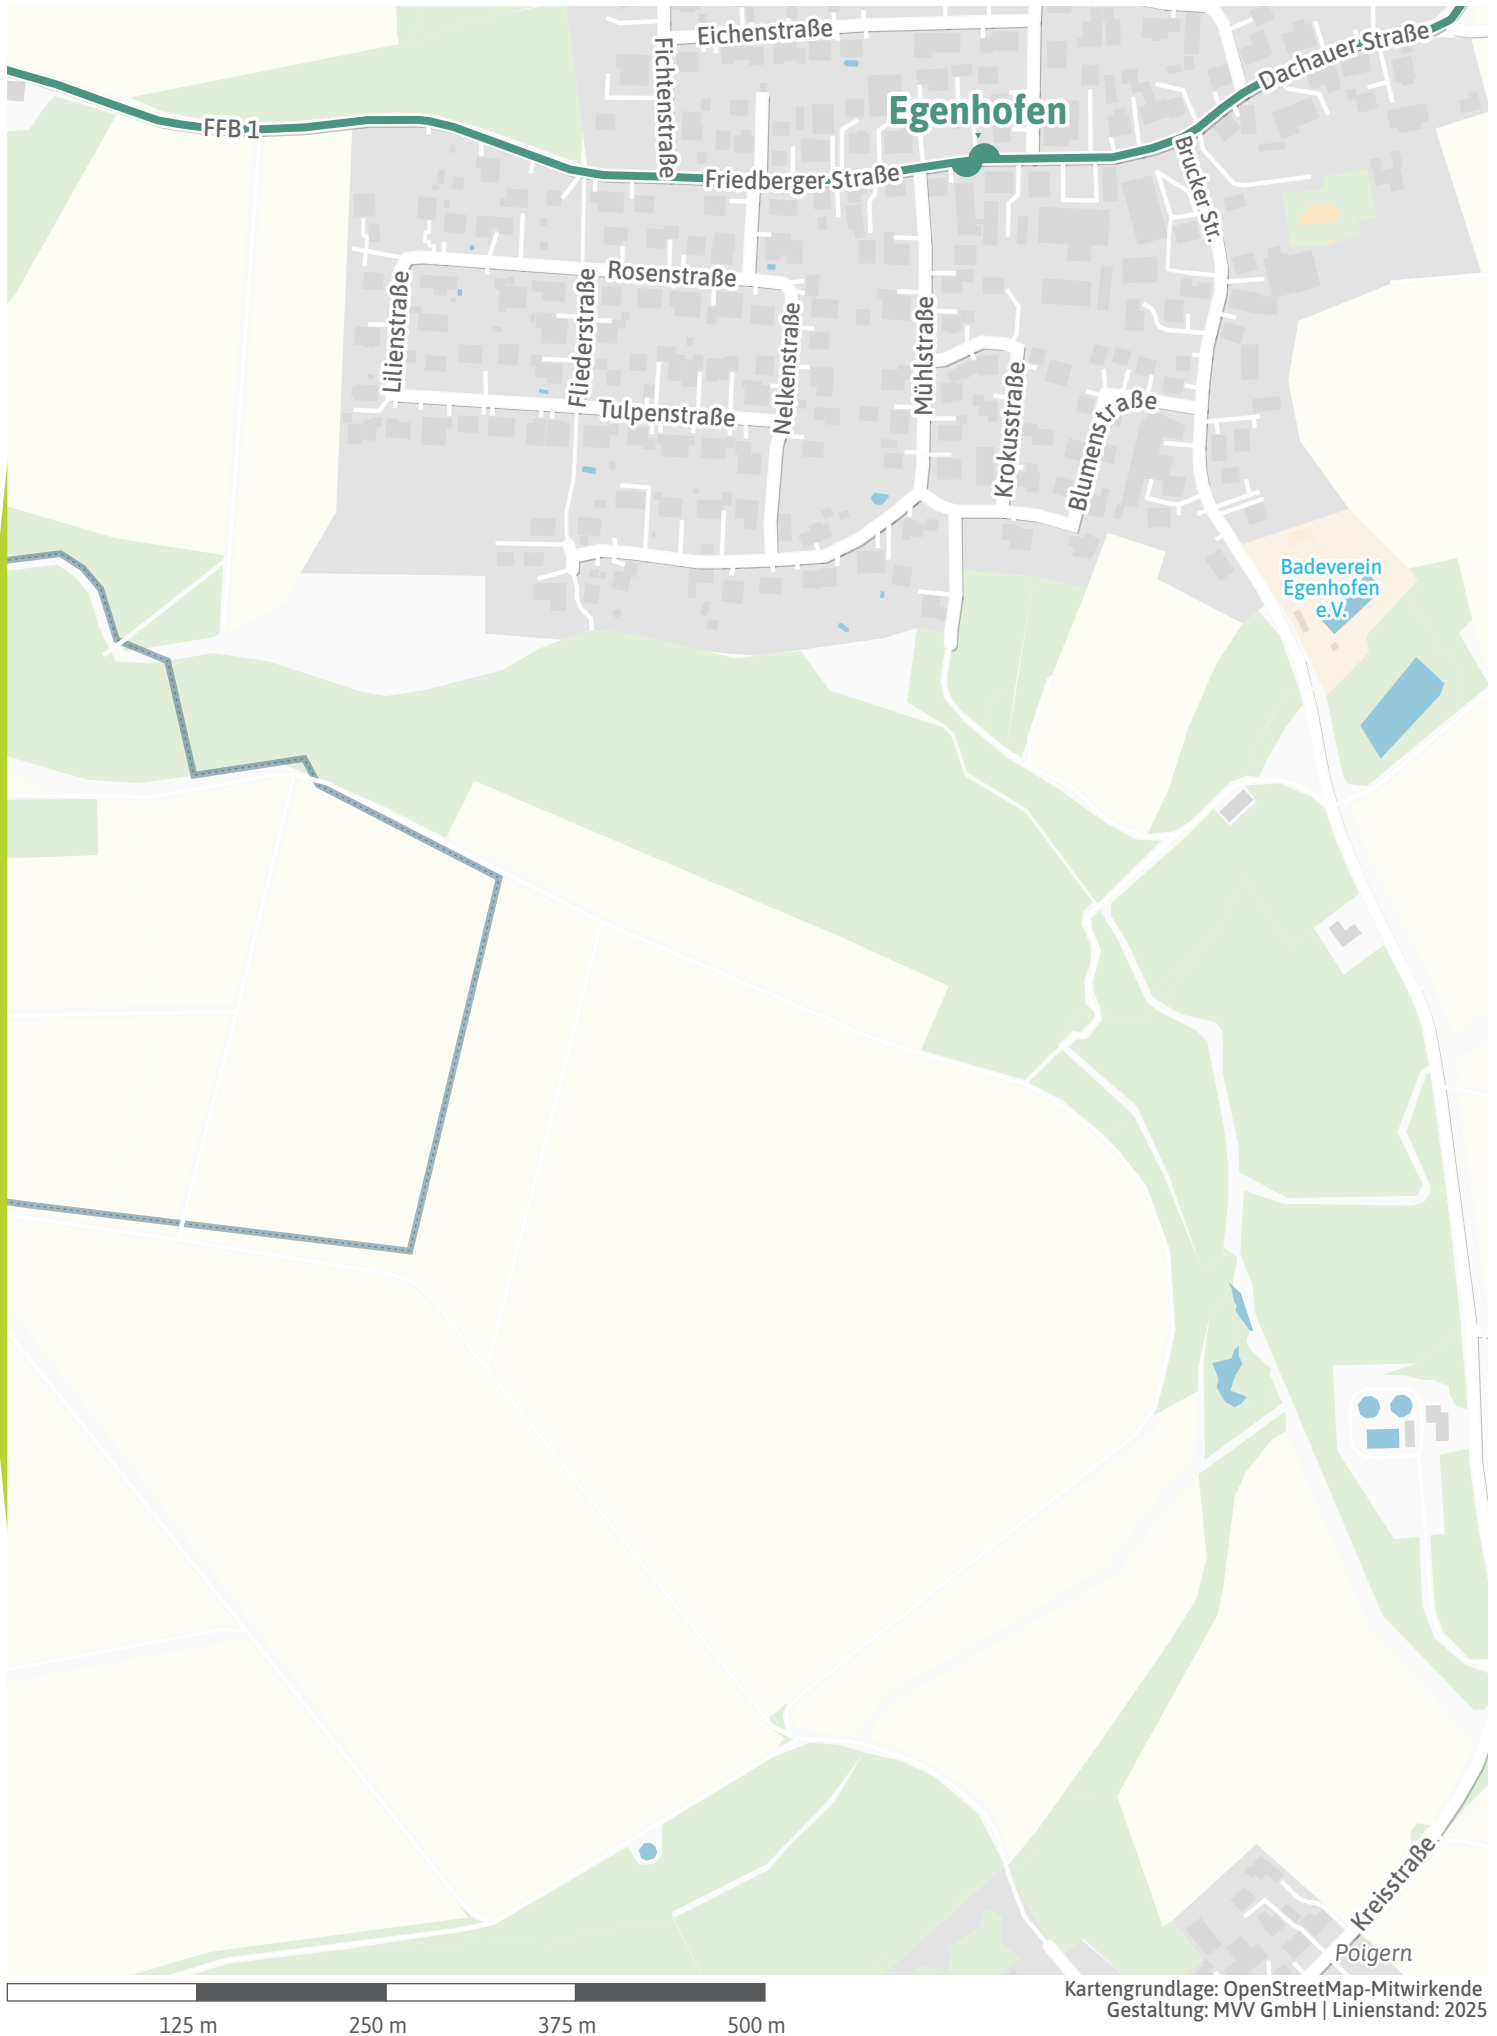 Eichenstraße
Fichtenstraße
Dachauer Straße
Egenhofen
FFB 1
Friedberger Straße
Brucker Str.
Rosenstraße
Lilienstraße
Fliederstraße
Nelkenstraße
Mühlstraße
Krokusstraße
Blumenstraße
Tulpenstraße
Badeverein
Egenhofen
e.V.
Kreisstraße
Poigern
Kartengrundlage: OpenStreetMap-Mitwirkende
Gestaltung: MVV GmbH | Linienstand: 2025
125 m
250 m
375 m
500 m